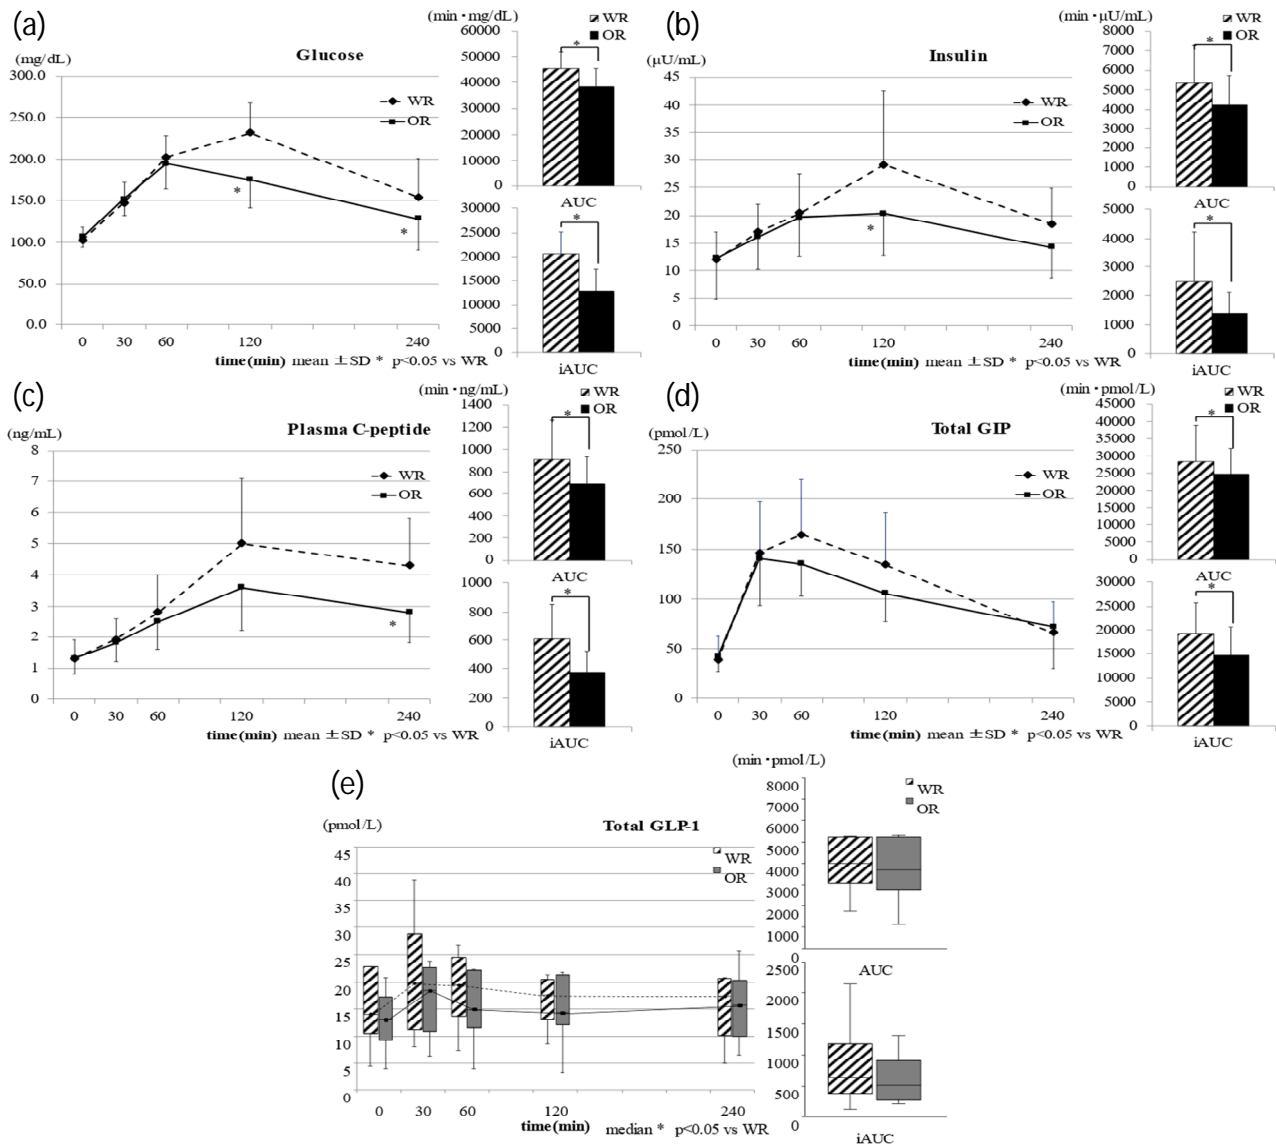 (a)
Glucose
(mg/dL)
300.0
250.0
200.0
150.0
100.0
50.0
0.0
WR
OR
*
*
0 30 60 120 240
time(min) mean ±SD * p<0.05 vs WR
(min・mg/dL)
WR
OR
60000
50000
40000
30000
20000
10000
0
*
AUC
30000
25000
20000
15000
10000
5000
0
*
iAUC
(b)
Insulin
(μU/mL)
45
40
35
30
25
20
15
10
5
0
WR
OR
*
0 30 60 120 240
time(min) mean ±SD * p<0.05 vs WR
(min・μU/mL)
WR
OR
8000
7000
6000
5000
4000
3000
2000
1000
0
*
AUC
5000
4000
3000
2000
1000
0
*
iAUC
(c)
Plasma C-peptide
(ng/mL)
8
7
6
5
4
3
2
1
0
WR
OR
*
0 30 60 120 240
time(min) mean ±SD * p<0.05 vs WR
(min・ng/mL)
WR
OR
1400
1200
1000
800
600
400
200
0
*
AUC
1000
800
600
400
200
0
*
iAUC
(d)
Total GIP
(pmol/L)
250
200
150
100
50
0
WR
OR
0 30 60 120 240
time(min) mean ±SD * p<0.05 vs WR
(min・pmol/L)
WR
OR
45000
40000
35000
30000
25000
20000
15000
10000
5000
0
*
AUC
30000
25000
20000
15000
10000
5000
0
*
iAUC
(e)
Total GLP-1
(pmol/L)
45
40
35
30
25
20
15
10
5
0
WR
OR
0 30 60 120 240
time(min) median * p<0.05 vs WR
(min・pmol/L)
WR
OR
8000
7000
6000
5000
4000
3000
2000
1000
0
AUC
2500
2000
1500
1000
500
0
iAUC